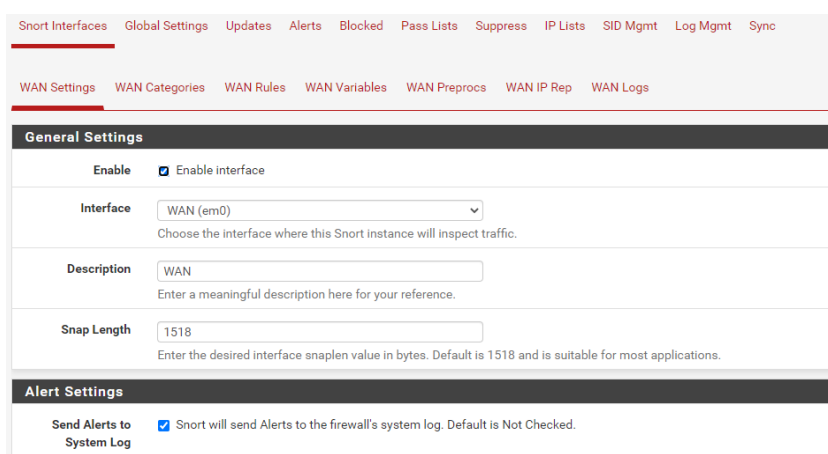 Snort Interfaces Global Settings Updates Alerts Blocked Pass Lists Suppress IP Lists SID Mgmt Log Mgmt Sync
WAN Settings WAN Categories WAN Rules WAN Variables WAN Preprocs WAN IP Rep WAN Logs
General Settings
Enable Enable interface
Interface WAN (em0)
Choose the interface where this Snort instance will inspect traffic.
Description WAN
Enter a meaningful description here for your reference.
Snap Length 1518
Enter the desired interface snaplen value in bytes. Default is 1518 and is suitable for most applications.
Alert Settings
Send Alerts to Snort will send Alerts to the firewall's system log. Default is Not Checked.
System Log